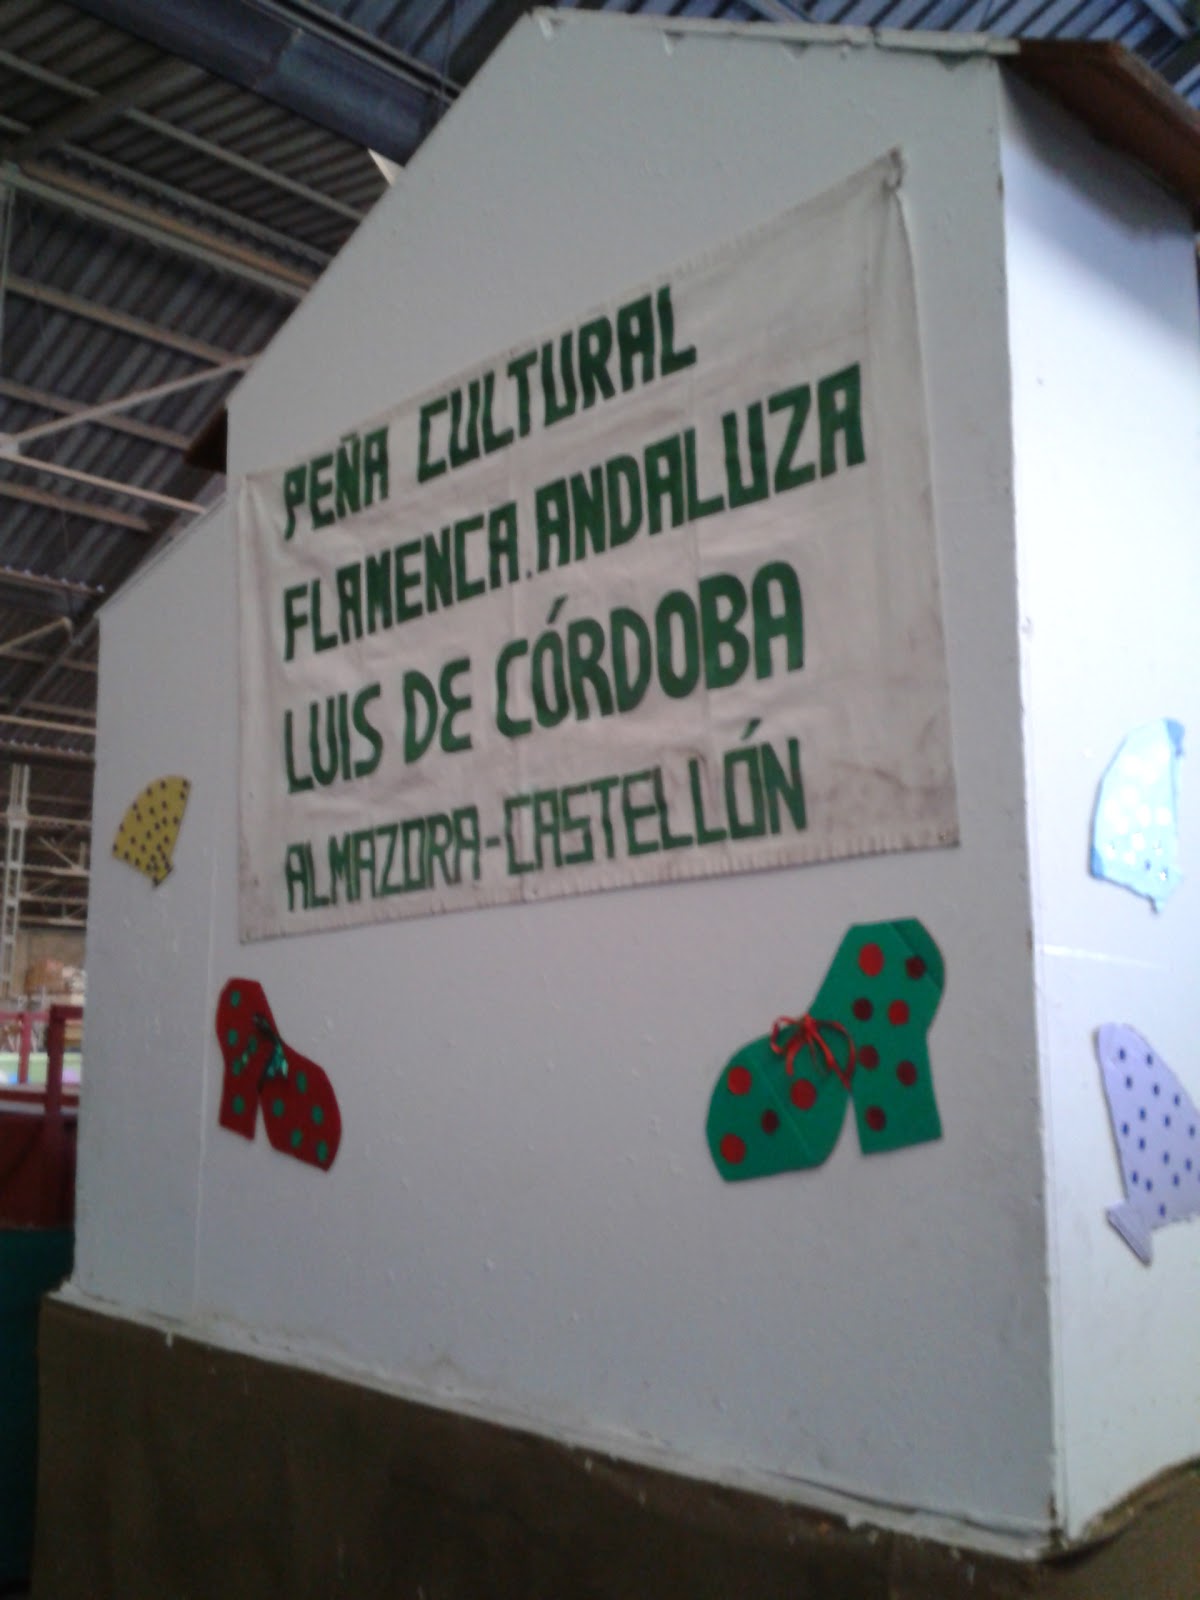 PEÑA CULTURAL
FLAMENCA.ANDALUZA
LUIS DE CÓRDOBA
ALMAZORA-CASTELLÓN